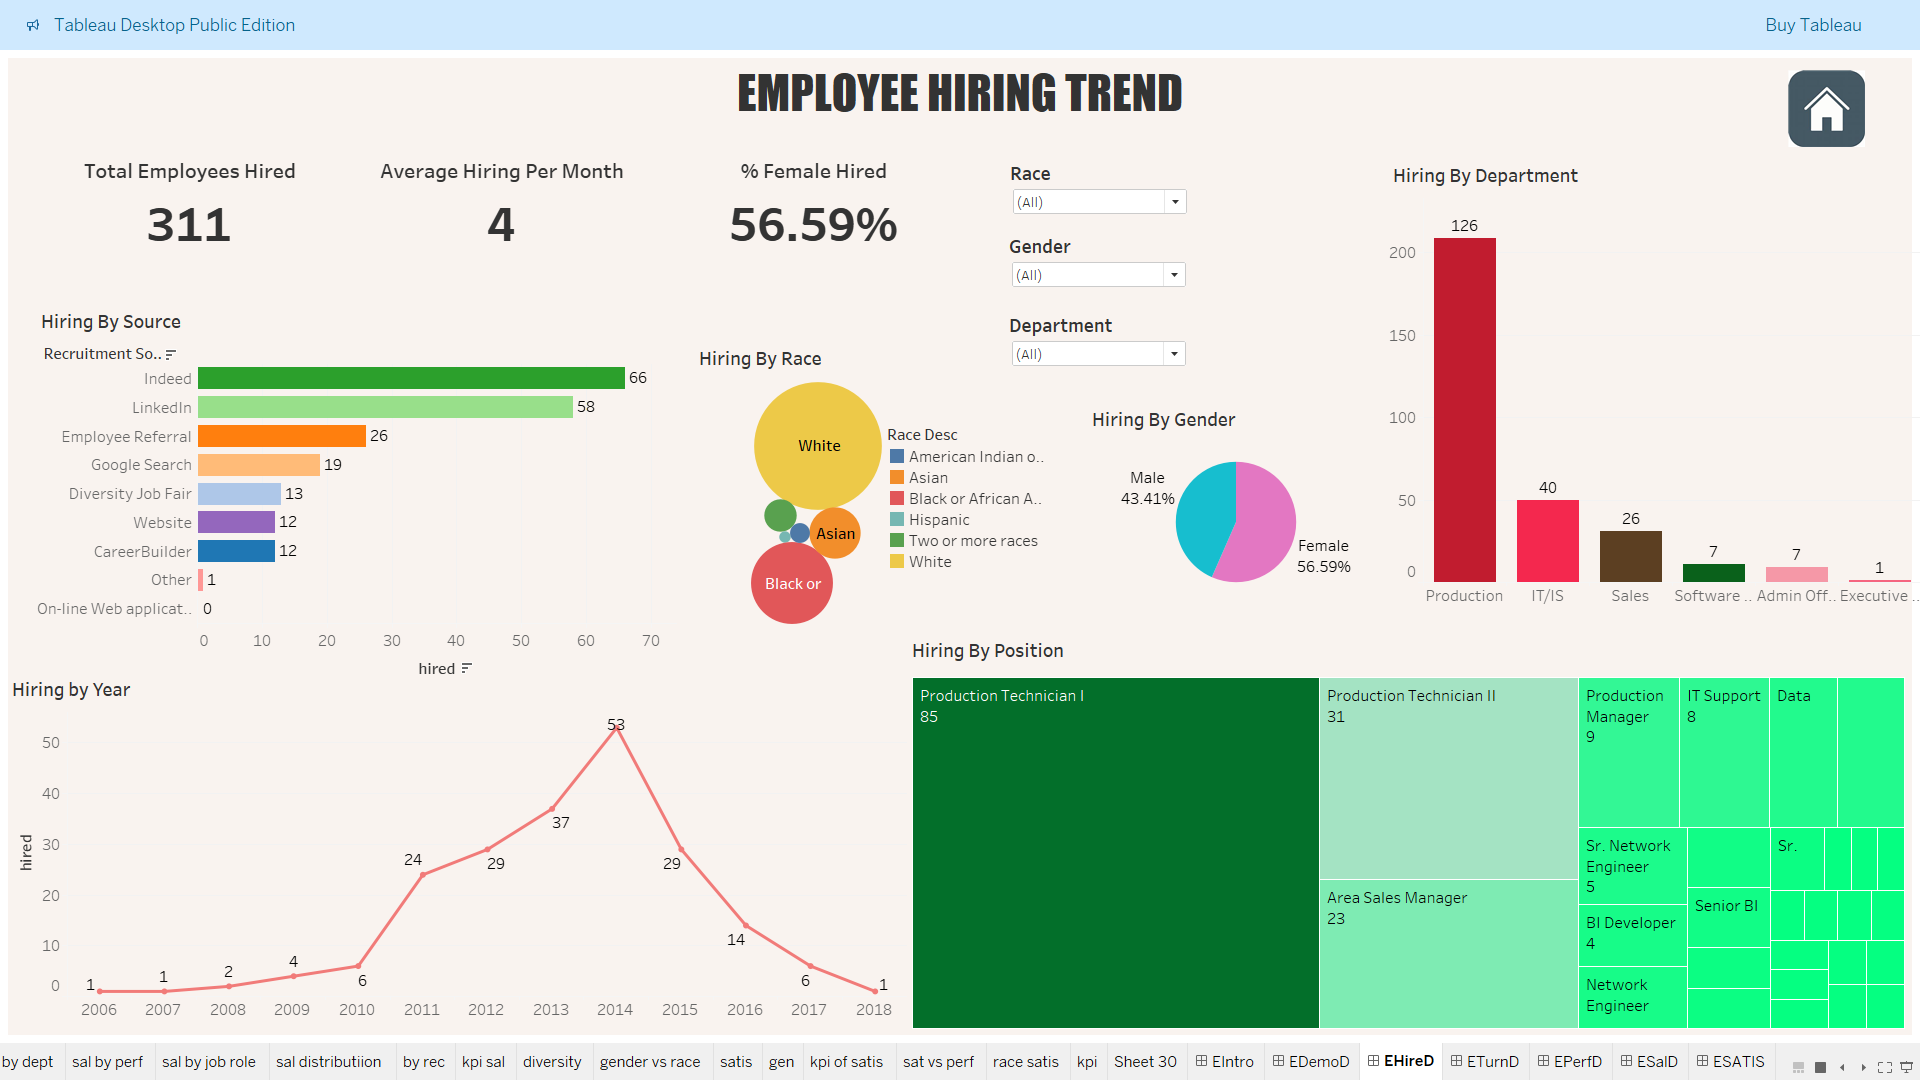 Tableau Desktop Public Edition
Buy Tableau
EMPLOYEE HIRING TREND
Total Employees Hired
311
Average Hiring Per Month
4
% Female Hired
56.59%
Race
(All)
Gender
(All)
Department
(All)
Hiring By Department
200
150
100
50
0
126
40
26
7
7
1
Production
IT/IS
Sales
Software ..
Admin Off..
Executive ..
Hiring By Source
Recruitment So..
Indeed 66
LinkedIn 58
Employee Referral 26
Google Search 19
Diversity Job Fair 13
Website 12
CareerBuilder 12
Other 1
On-line Web applicat.. 0
0 10 20 30 40 50 60 70
hired
Hiring By Race
White
Asian
Black or
Race Desc
American Indian o..
Asian
Black or African A..
Hispanic
Two or more races
White
Hiring By Gender
Male
43.41%
Female
56.59%
Hiring by Year
hired
50
40
30
20
10
0
1
1
2
4
6
24
29
37
53
29
14
6
1
2006 2007 2008 2009 2010 2011 2012 2013 2014 2015 2016 2017 2018
Hiring By Position
Production Technician I
85
Production Technician II
31
Area Sales Manager
23
Production
Manager
9
IT Support
8
Data
Sr. Network
Engineer
5
BI Developer
4
Network
Engineer
Senior BI
Sr.
by dept sal by perf sal by job role sal distributiion by rec kpi sal diversity gender vs race satis gen kpi of satis sat vs perf race satis kpi Sheet 30 EIntro EDemoD EHireD ETurnD EPerfD ESalD ESATIS